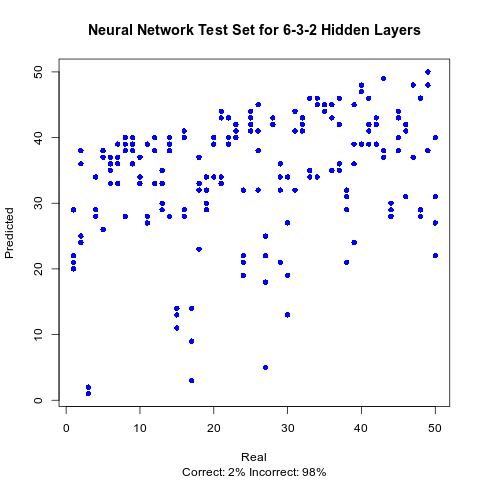 Neural Network Test Set for 6-3-2 Hidden Layers
Predicted
50
40
30
20
10
0
0 10 20 30 40 50
Real
Correct: 2% Incorrect: 98%